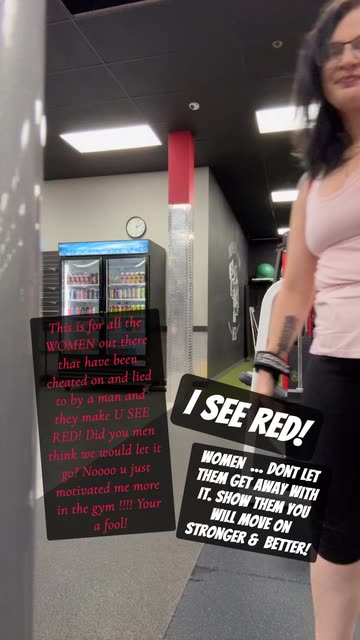 This is for all the
WOMEN out there
that have been
cheated on and lied
to by a man and
they make U SEE
RED! Did you men
think we would let it
go? Noooo u just
motivated me more
in the gym !!!! Your
a fool!
I SEE RED!
WOMEN ... DONT LET
THEM GET AWAY WITH
IT. SHOW THEM YOU
WILL MOVE ON
STRONGER & BETTER!